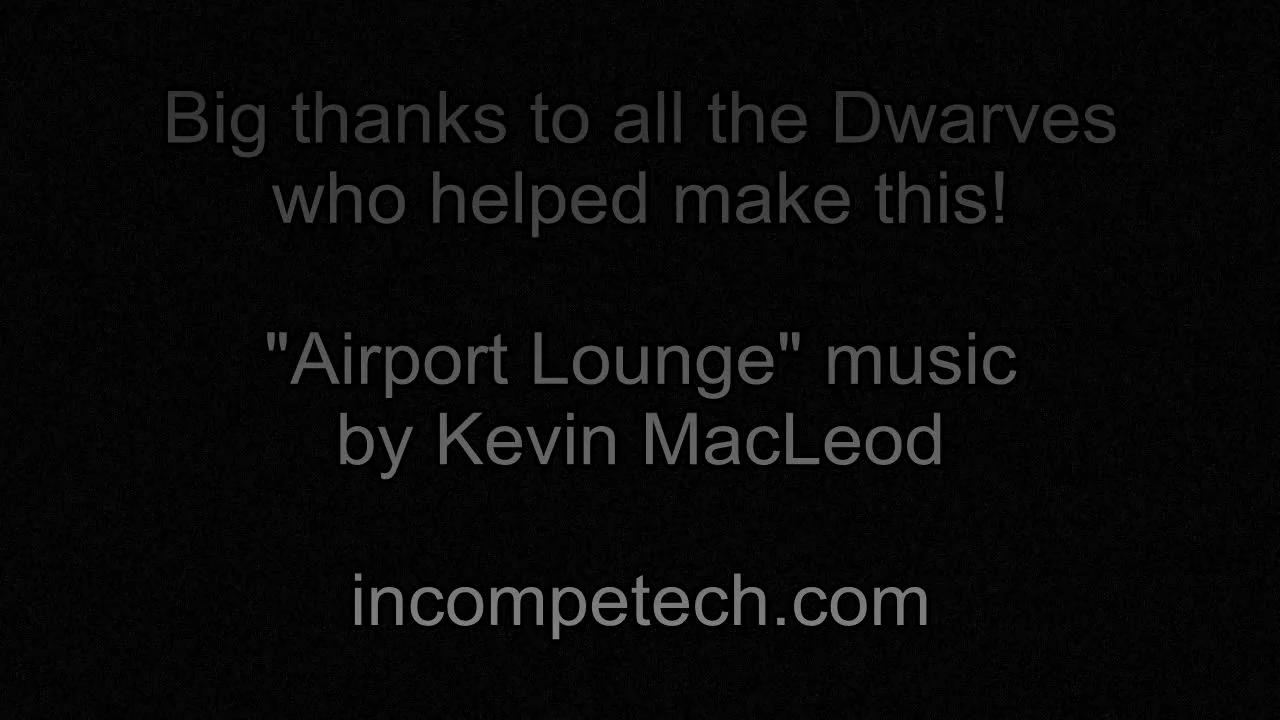 Big thanks to all the Dwarves
who helped make this!
"Airport Lounge" music
by Kevin MacLeod
incompetech.com